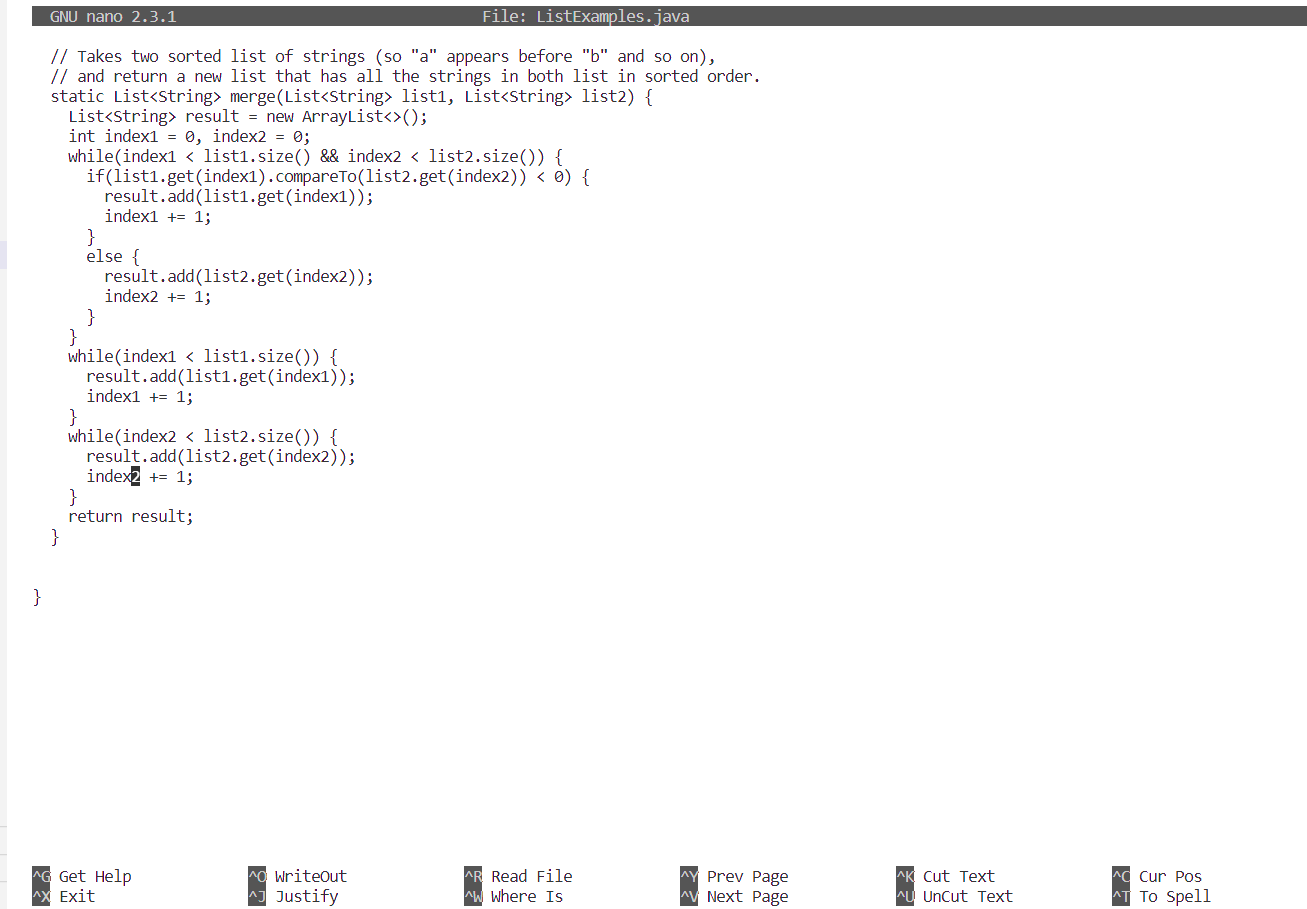 GNU nano 2.3.1 File: ListExamples.java
// Takes two sorted list of strings (so "a" appears before "b" and so on),
// and return a new list that has all the strings in both list in sorted order.
static List<String> merge(List<String> list1, List<String> list2) {
List<String> result = new ArrayList<>();
int index1 = 0, index2 = 0;
while(index1 < list1.size() && index2 < list2.size()) {
if(list1.get(index1).compareTo(list2.get(index2)) < 0) {
result.add(list1.get(index1));
index1 += 1;
}
else {
result.add(list2.get(index2));
index2 += 1;
}
}
while(index1 < list1.size()) {
result.add(list1.get(index1));
index1 += 1;
}
while(index2 < list2.size()) {
result.add(list2.get(index2));
index2 += 1;
}
return result;
}
}
^G Get Help ^O WriteOut ^R Read File ^Y Prev Page ^K Cut Text ^C Cur Pos
^X Exit ^J Justify ^W Where Is ^V Next Page ^U UnCut Text ^T To Spell